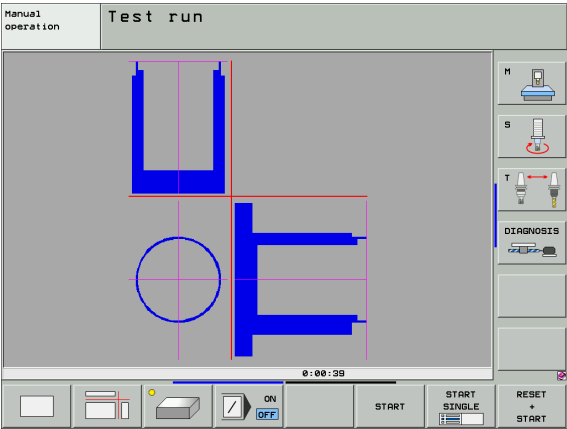 Manual
operation
Test run
M
S
T
DIAGNOSIS
0:00:39
ON
OFF
START
START
SINGLE
RESET
+
START